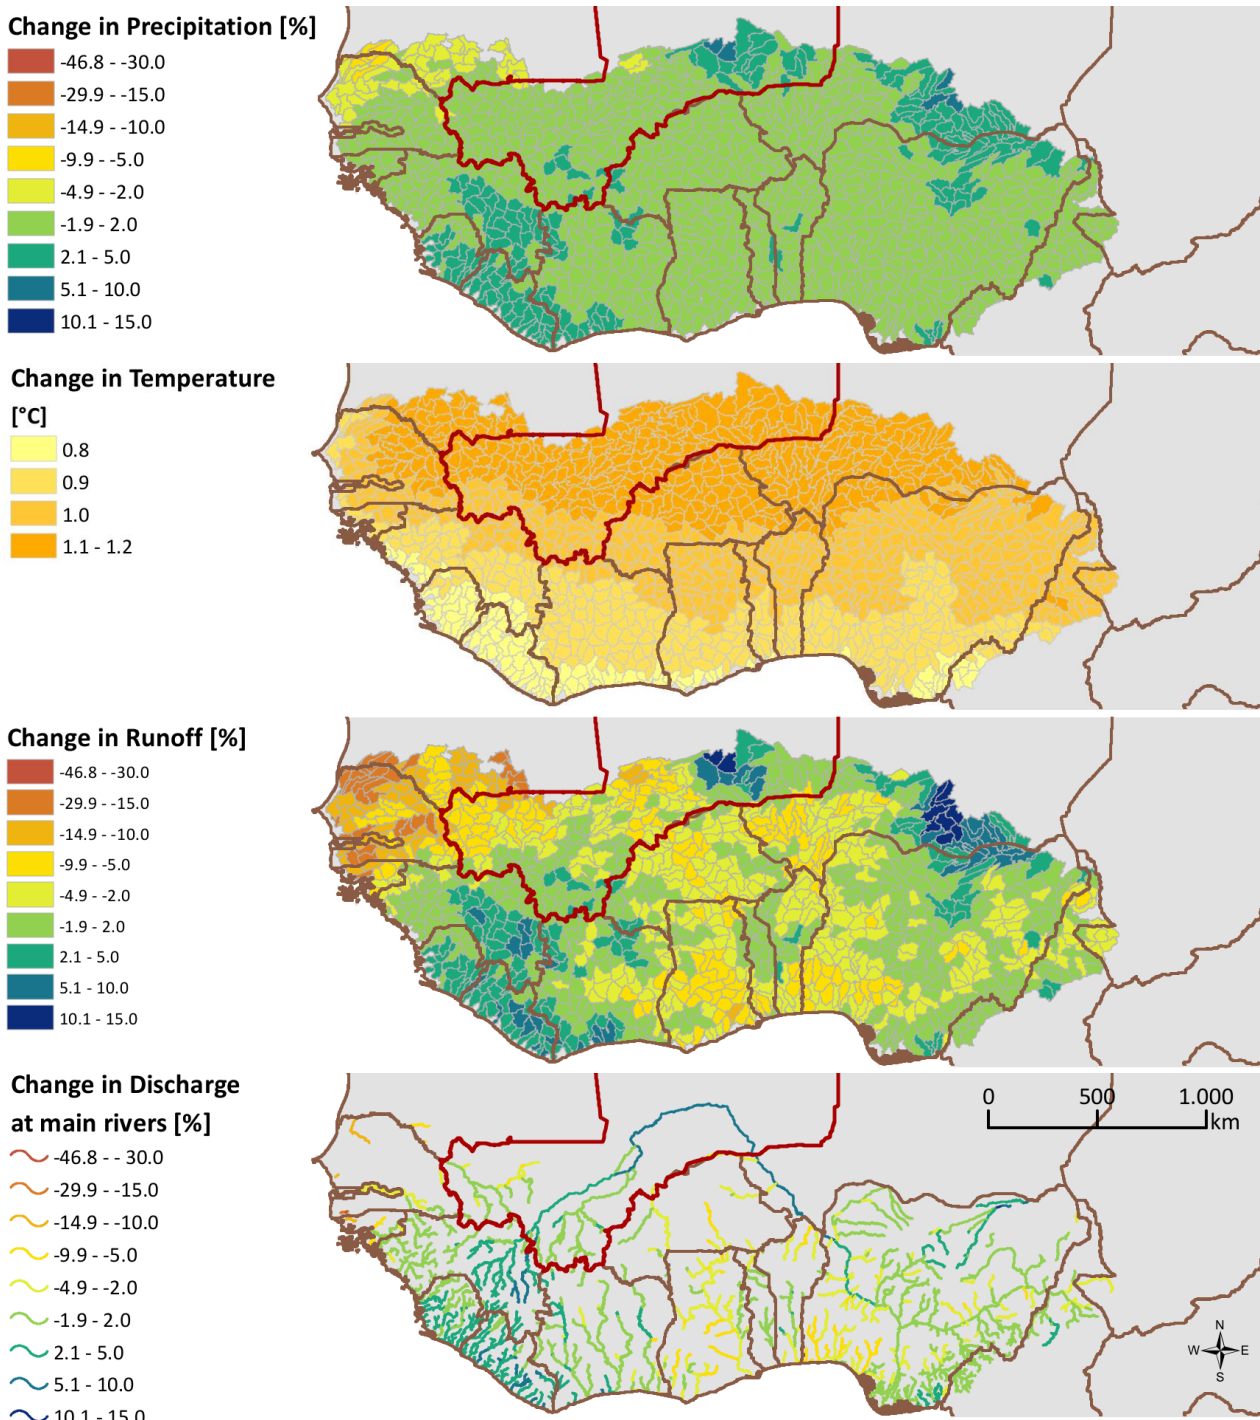 Change in Precipitation [%]
-46.8 - -30.0
-29.9 - -15.0
-14.9 - -10.0
-9.9 - -5.0
-4.9 - -2.0
-1.9 - 2.0
2.1 - 5.0
5.1 - 10.0
10.1 - 15.0
Change in Temperature
[°C]
0.8
0.9
1.0
1.1 - 1.2
Change in Runoff [%]
-46.8 - -30.0
-29.9 - -15.0
-14.9 - -10.0
-9.9 - -5.0
-4.9 - -2.0
-1.9 - 2.0
2.1 - 5.0
5.1 - 10.0
10.1 - 15.0
Change in Discharge
at main rivers [%]
-46.8 - - 30.0
-29.9 - -15.0
-14.9 - -10.0
-9.9 - -5.0
-4.9 - -2.0
-1.9 - 2.0
2.1 - 5.0
5.1 - 10.0
10.1 - 15.0
0 500 1.000
km
N
W E
S